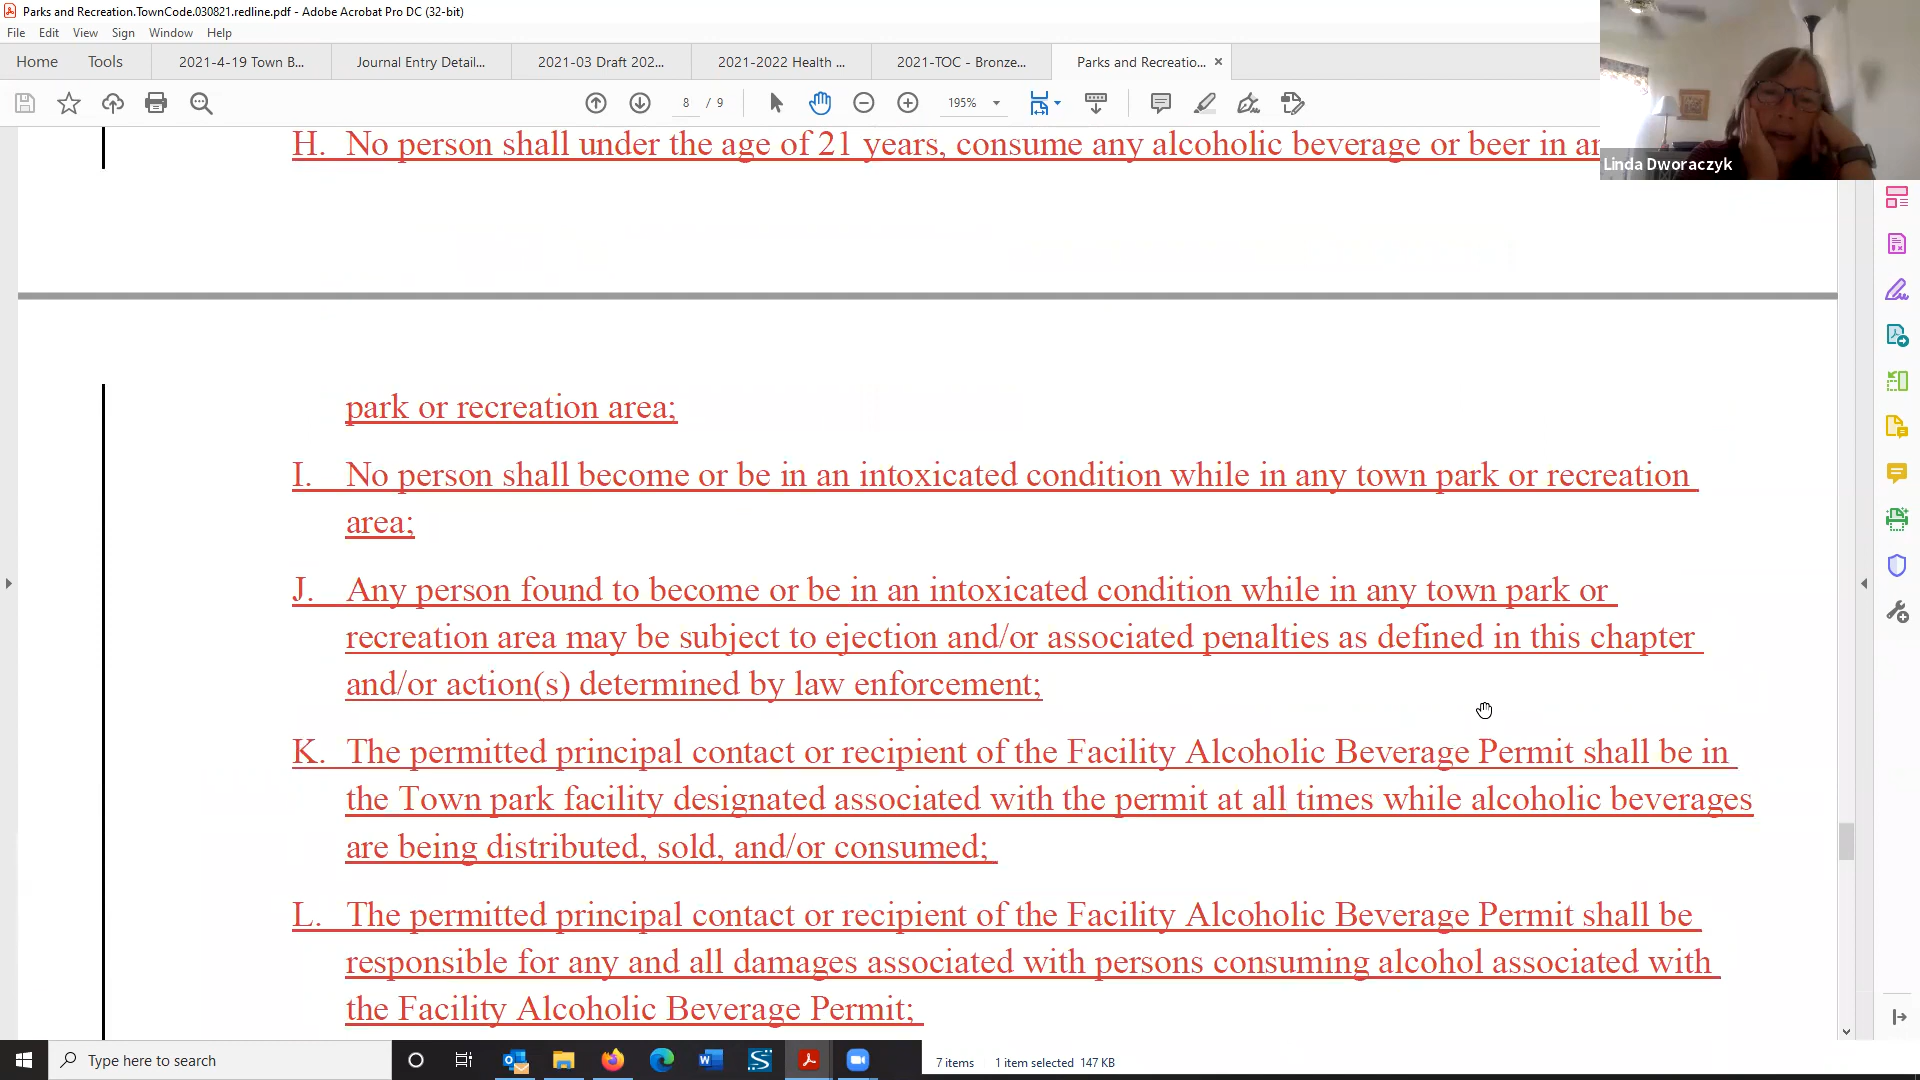 Parks and Recreation.TownCode.030821.redline.pdf - Adobe Acrobat Pro DC (32-bit)
File Edit View Sign Window Help
Home Tools 2021-4-19 Town B... Journal Entry Detail... 2021-03 Draft 202... 2021-2022 Health ... 2021-TOC - Bronze... Parks and Recreatio... ×
8 / 9 195%
H. No person shall under the age of 21 years, consume any alcoholic beverage or beer in
Linda Dworaczyk
park or recreation area;
I. No person shall become or be in an intoxicated condition while in any town park or recreation
area;
J. Any person found to become or be in an intoxicated condition while in any town park or
recreation area may be subject to ejection and/or associated penalties as defined in this chapter
and/or action(s) determined by law enforcement;
K. The permitted principal contact or recipient of the Facility Alcoholic Beverage Permit shall be in
the Town park facility designated associated with the permit at all times while alcoholic beverages
are being distributed, sold, and/or consumed;
L. The permitted principal contact or recipient of the Facility Alcoholic Beverage Permit shall be
responsible for any and all damages associated with persons consuming alcohol associated with
the Facility Alcoholic Beverage Permit;
Type here to search
7 items 1 item selected 147 KB